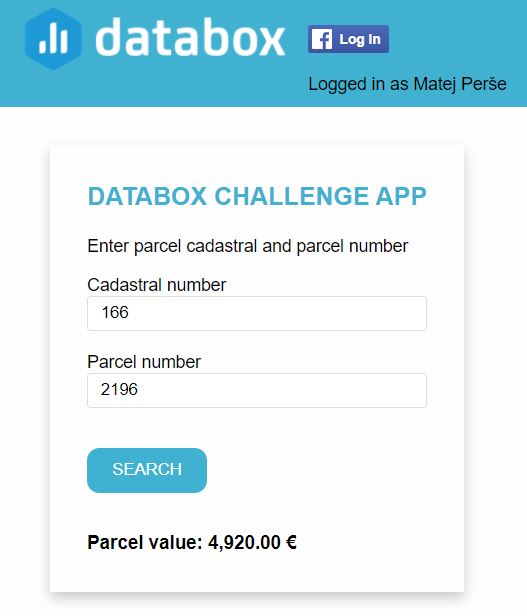 databox
Log In
Logged in as Matej Perše
DATABOX CHALLENGE APP
Enter parcel cadastral and parcel number
Cadastral number
166
Parcel number
2196
SEARCH
Parcel value: 4,920.00 €